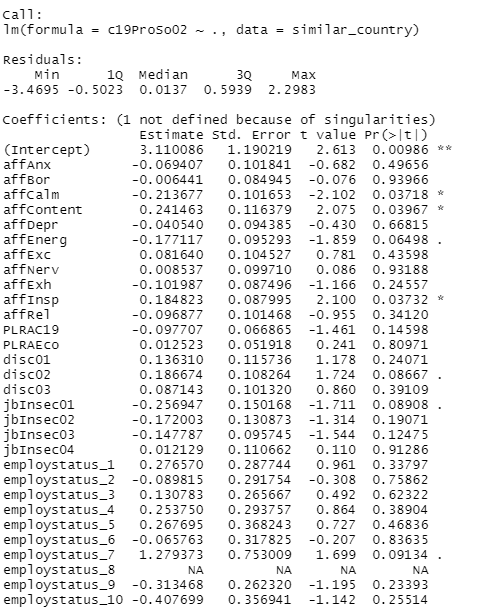 Call:
lm(formula = c19ProSo02 ~ ., data = similar_country)
Residuals:
Min 1Q Median 3Q Max
-3.4695 -0.5023 0.0137 0.5939 2.2983
Coefficients: (1 not defined because of singularities)
Estimate Std. Error t value Pr(>|t|)
(Intercept) 3.110086 1.190219 2.613 0.00986 **
affAnx -0.069407 0.101841 -0.682 0.49656
affBor -0.006441 0.084945 -0.076 0.93966
affCalm -0.213677 0.101653 -2.102 0.03718 *
affContent 0.241463 0.116379 2.075 0.03967 *
affDepr -0.040540 0.094385 -0.430 0.66815
affEnerg -0.177117 0.095293 -1.859 0.06498 .
affExc 0.081640 0.104527 0.781 0.43598
affNerv 0.008537 0.099710 0.086 0.93188
affExh -0.101987 0.087496 -1.166 0.24557
affInsp 0.184823 0.087995 2.100 0.03732 *
affRel -0.096877 0.101468 -0.955 0.34120
PLRAC19 -0.097707 0.066865 -1.461 0.14598
PLRAEco 0.012523 0.051918 0.241 0.80971
disc01 0.136310 0.115736 1.178 0.24071
disc02 0.186674 0.108264 1.724 0.08667 .
disc03 0.087143 0.101320 0.860 0.39109
jbInsec01 -0.256947 0.150168 -1.711 0.08908 .
jbInsec02 -0.172003 0.130873 -1.314 0.19071
jbInsec03 -0.147787 0.095745 -1.544 0.12475
jbInsec04 0.012129 0.110662 0.110 0.91286
employstatus_1 0.276570 0.287744 0.961 0.33797
employstatus_2 -0.089815 0.291754 -0.308 0.75862
employstatus_3 0.130783 0.265667 0.492 0.62322
employstatus_4 0.253750 0.293757 0.864 0.38904
employstatus_5 0.267695 0.368243 0.727 0.46836
employstatus_6 -0.065763 0.317825 -0.207 0.83635
employstatus_7 1.279373 0.753009 1.699 0.09134 .
employstatus_8 NA NA NA NA
employstatus_9 -0.313468 0.262320 -1.195 0.23393
employstatus_10 -0.407699 0.356941 -1.142 0.25514